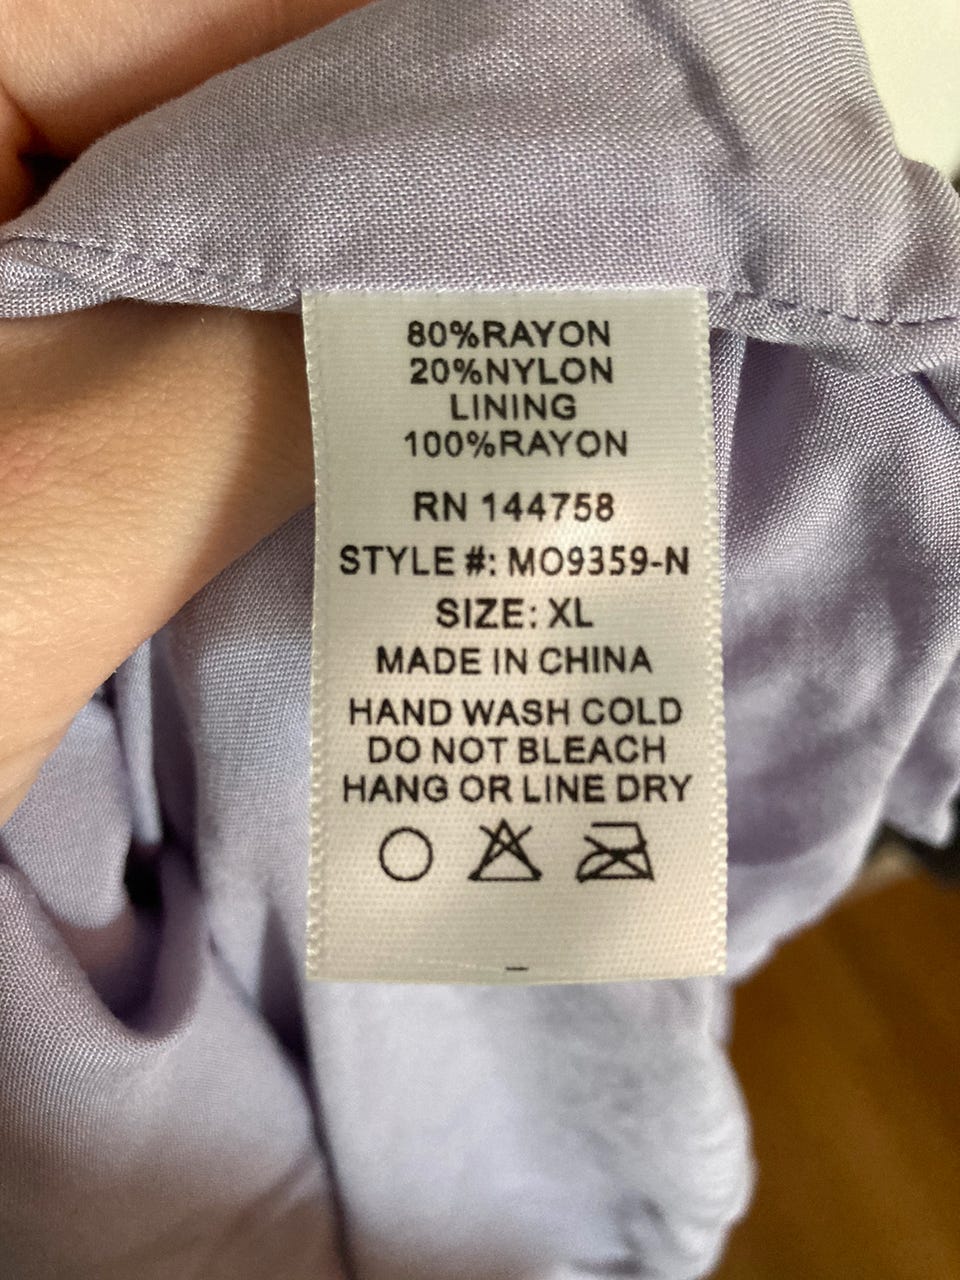 80%RAYON
20%NYLON
LINING
100%RAYON
RN 144758
STYLE #: MO9359-N
SIZE: XL
MADE IN CHINA
HAND WASH COLD
DO NOT BLEACH
HANG OR LINE DRY